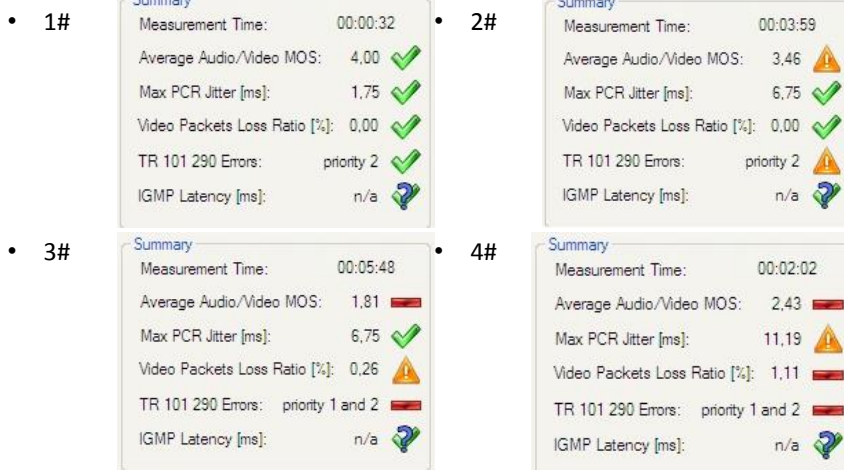 • 1#
Summary
Measurement Time: 00:00:32
Average Audio/Video MOS: 4,00
Max PCR Jitter [ms]: 1,75
Video Packets Loss Ratio [%]: 0,00
TR 101 290 Errors: priority 2
IGMP Latency [ms]: n/a
• 2#
Summary
Measurement Time: 00:03:59
Average Audio/Video MOS: 3,46
Max PCR Jitter [ms]: 6,75
Video Packets Loss Ratio [%]: 0,00
TR 101 290 Errors: priority 2
IGMP Latency [ms]: n/a
• 3#
Summary
Measurement Time: 00:05:48
Average Audio/Video MOS: 1,81
Max PCR Jitter [ms]: 6,75
Video Packets Loss Ratio [%]: 0,26
TR 101 290 Errors: priority 1 and 2
IGMP Latency [ms]: n/a
• 4#
Summary
Measurement Time: 00:02:02
Average Audio/Video MOS: 2,43
Max PCR Jitter [ms]: 11,19
Video Packets Loss Ratio [%]: 1,11
TR 101 290 Errors: priority 1 and 2
IGMP Latency [ms]: n/a